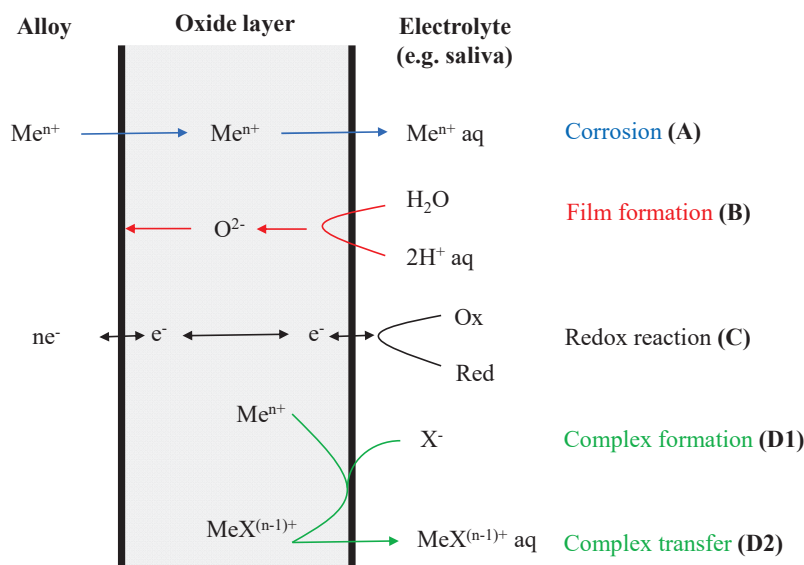 Alloy
Oxide layer
Electrolyte
(e.g. saliva)
Meⁿ⁺
Meⁿ⁺
Meⁿ⁺ aq
Corrosion (A)
H₂O
O²⁻
Film formation (B)
2H⁺ aq
ne⁻
e⁻
e⁻
Ox
Redox reaction (C)
Red
Meⁿ⁺
X⁻
Complex formation (D1)
MeX⁽ⁿ⁻¹⁾⁺
MeX⁽ⁿ⁻¹⁾⁺ aq
Complex transfer (D2)